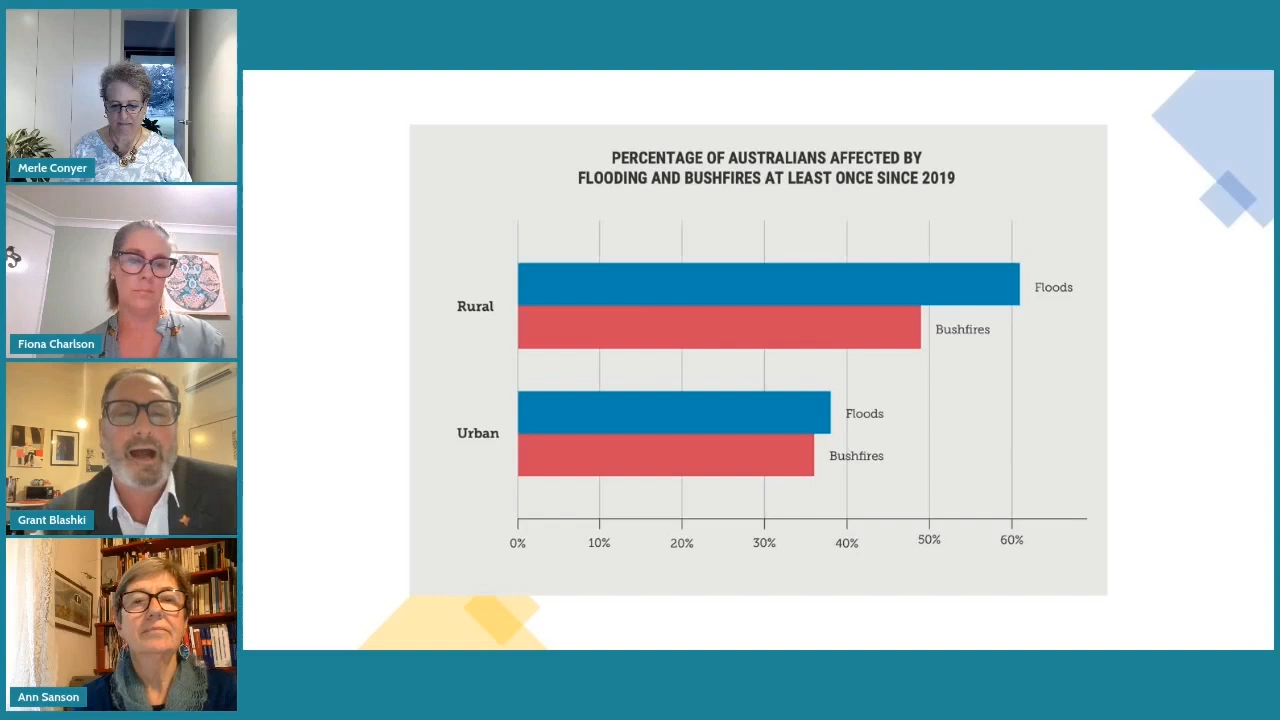 Merle Conyer
Fiona Charlson
Grant Blashki
Ann Sanson
PERCENTAGE OF AUSTRALIANS AFFECTED BY
FLOODING AND BUSHFIRES AT LEAST ONCE SINCE 2019
Rural
Floods
Bushfires
Urban
Floods
Bushfires
0% 10% 20% 30% 40% 50% 60%